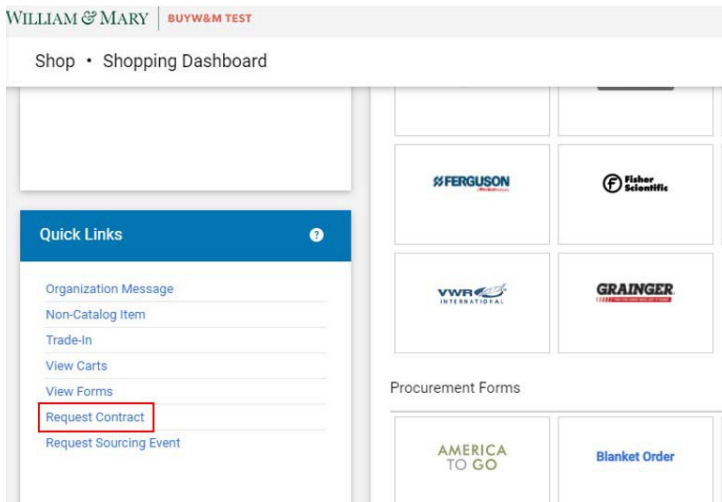 WILLIAM & MARY BUYW&M TEST
Shop • Shopping Dashboard
FERGUSON
Fisher Scientific
Quick Links ?
Organization Message
Non-Catalog Item
Trade-In
View Carts
View Forms
Request Contract
Request Sourcing Event
VWR
INTERNATIONAL
GRAINGER
Procurement Forms
AMERICA
TO GO
Blanket Order